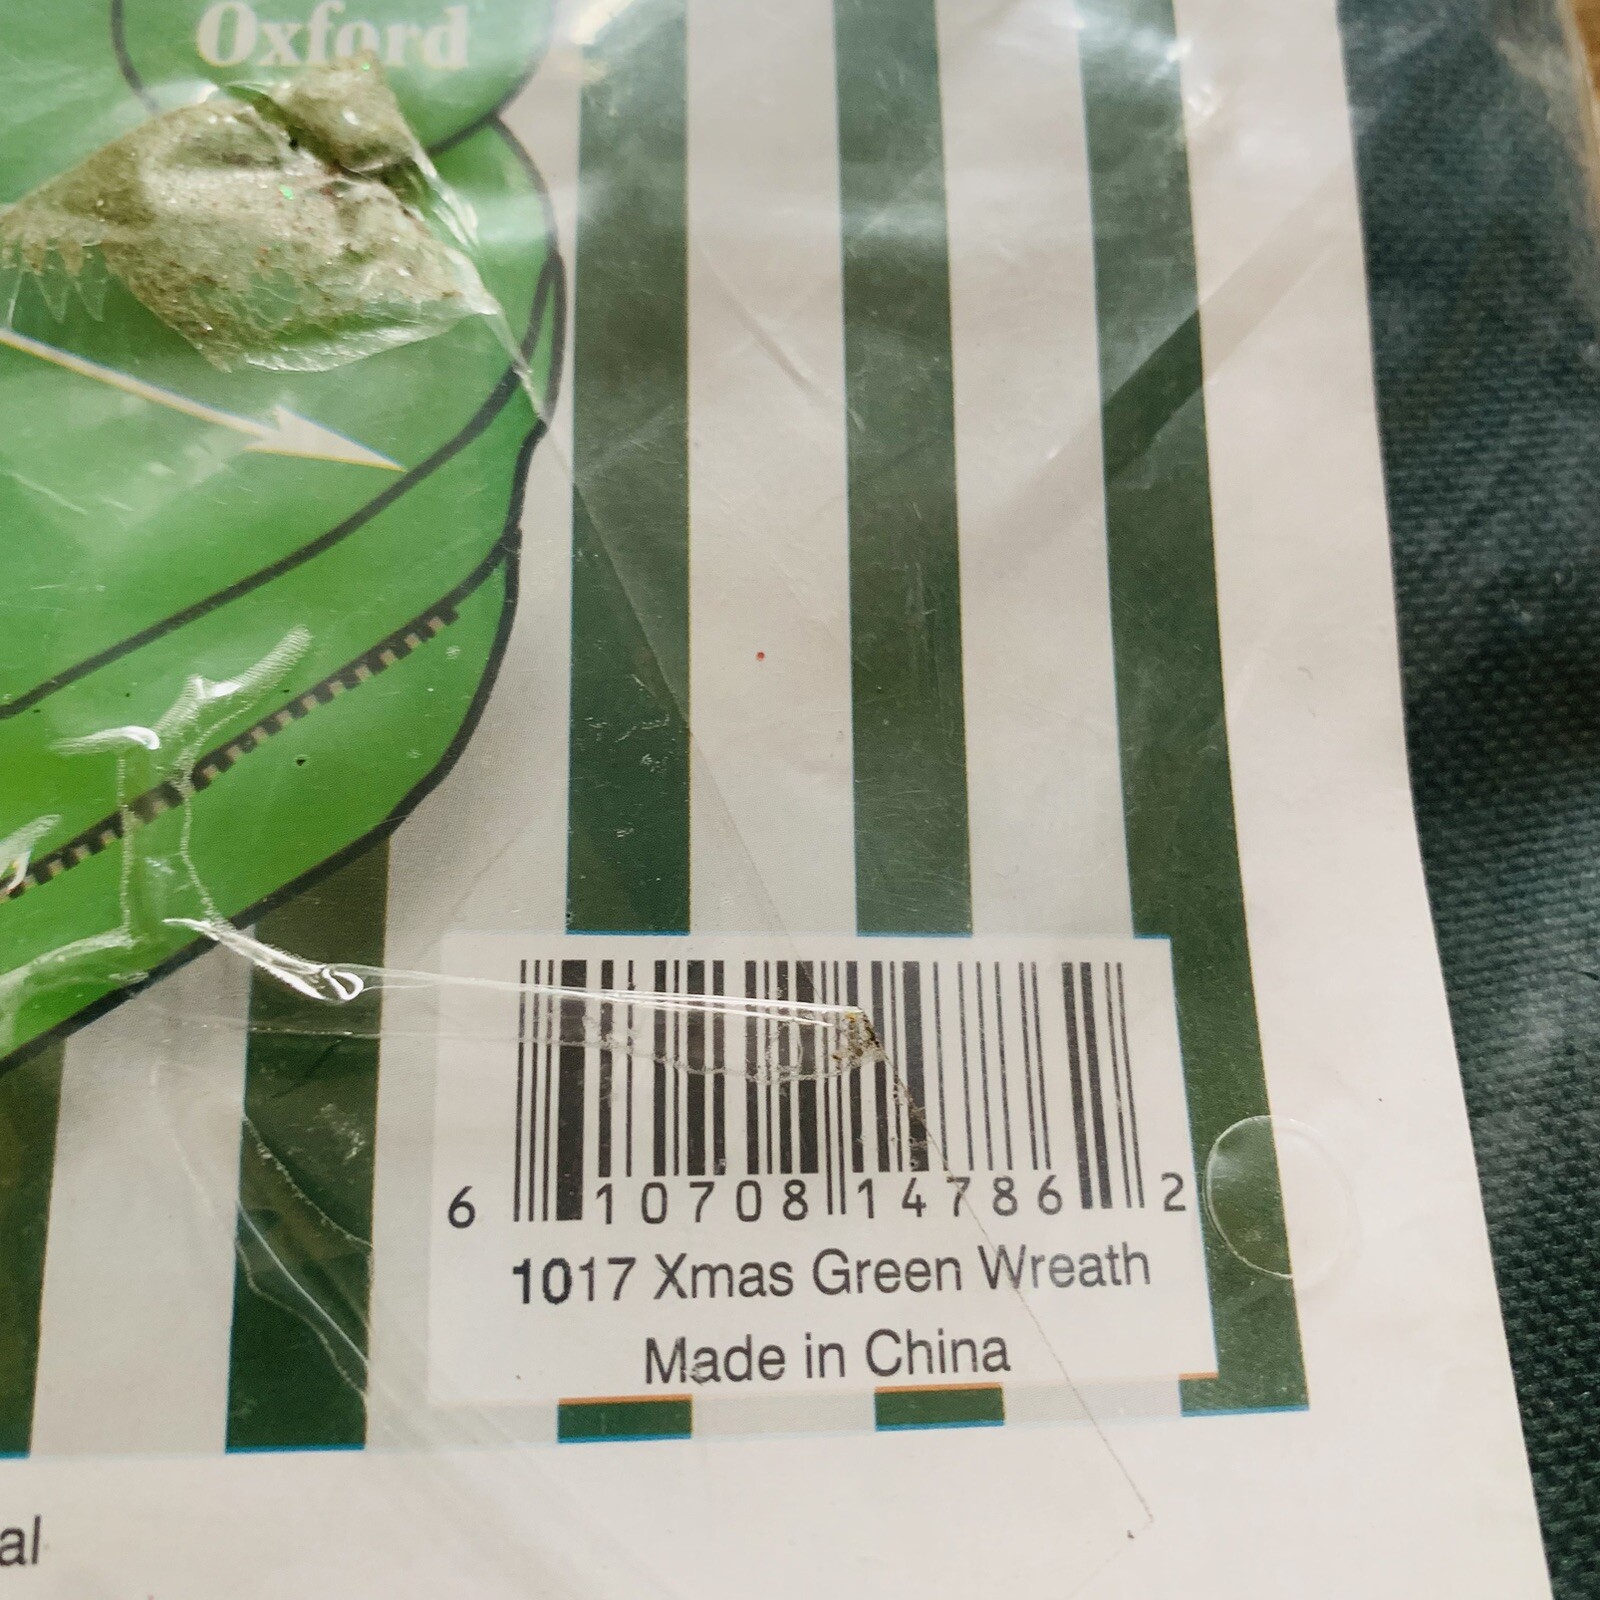 Oxford
6 10708 14786 2
1017 Xmas Green Wreath
Made in China
al